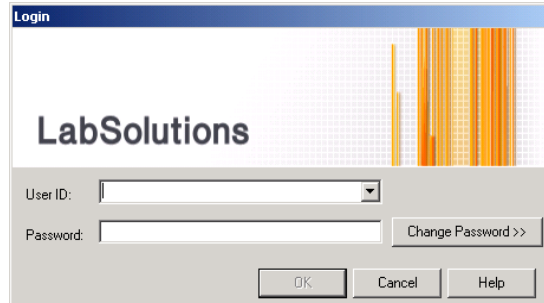 Login
LabSolutions
User ID:
Password:
Change Password >>
OK Cancel Help